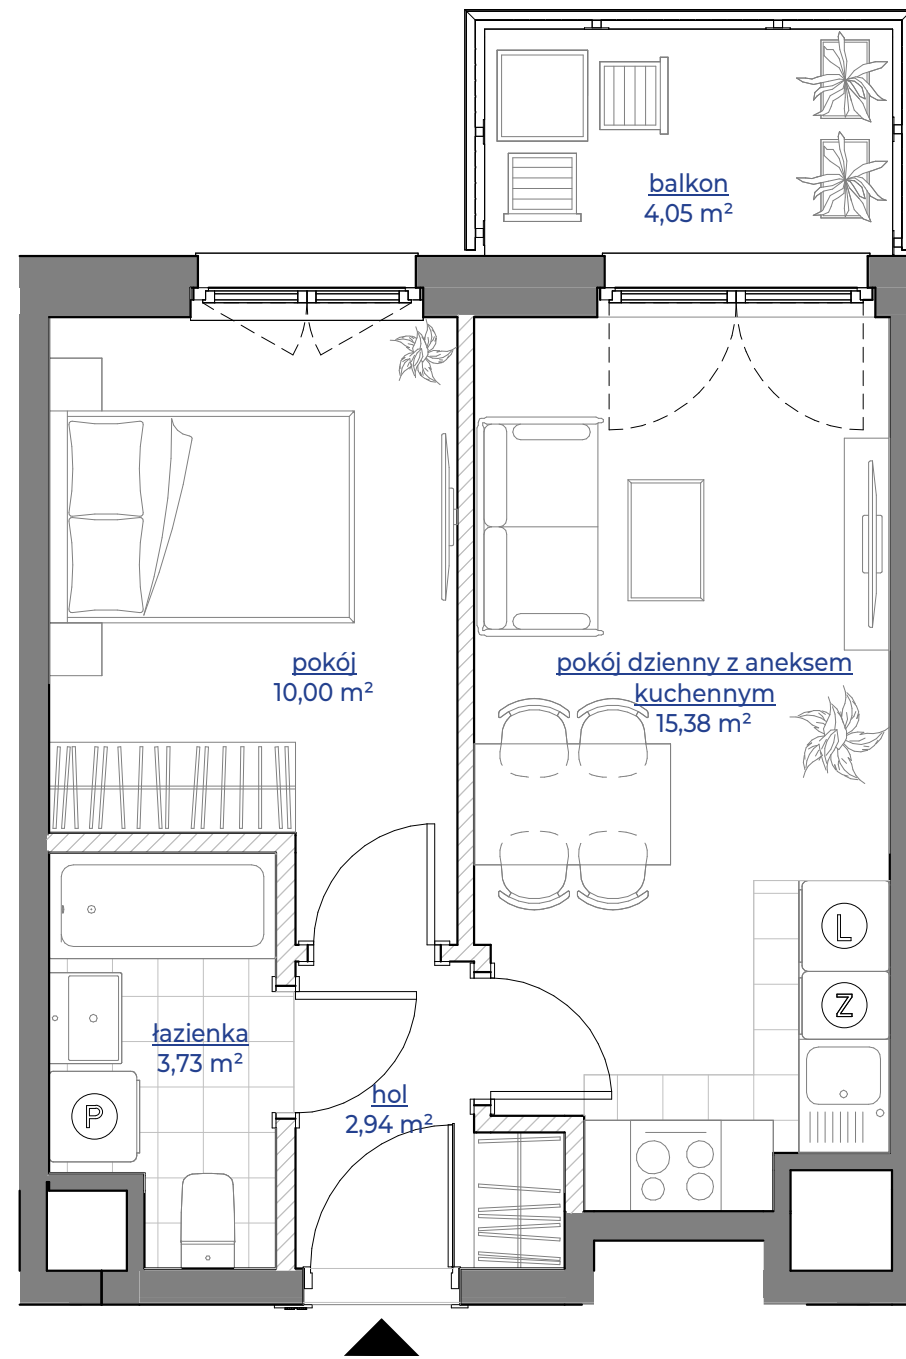 balkon
4,05 m²
pokój
10,00 m²
pokój dzienny z aneksem
kuchennym
15,38 m²
L
Z
łazienka
3,73 m²
hol
2,94 m²
P